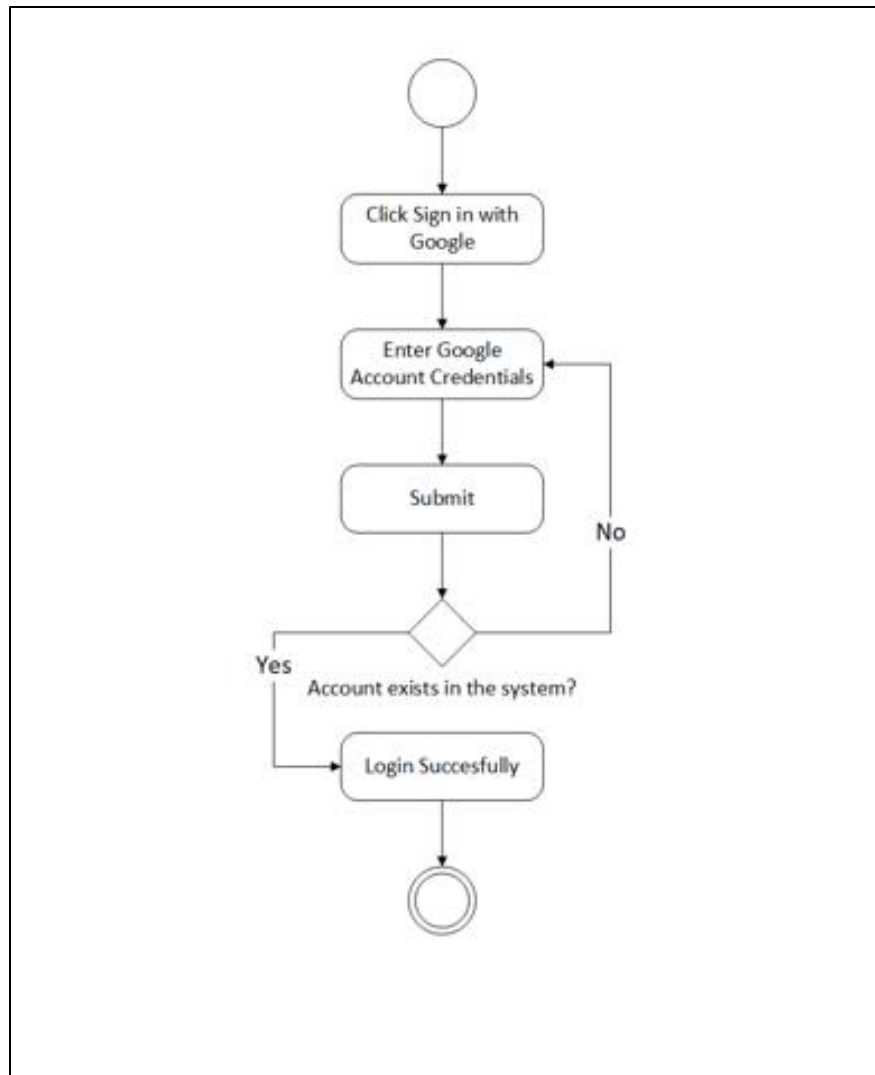 Click Sign in with
Google
Enter Google
Account Credentials
Submit
No
Yes
Account exists in the system?
Login Succesfully